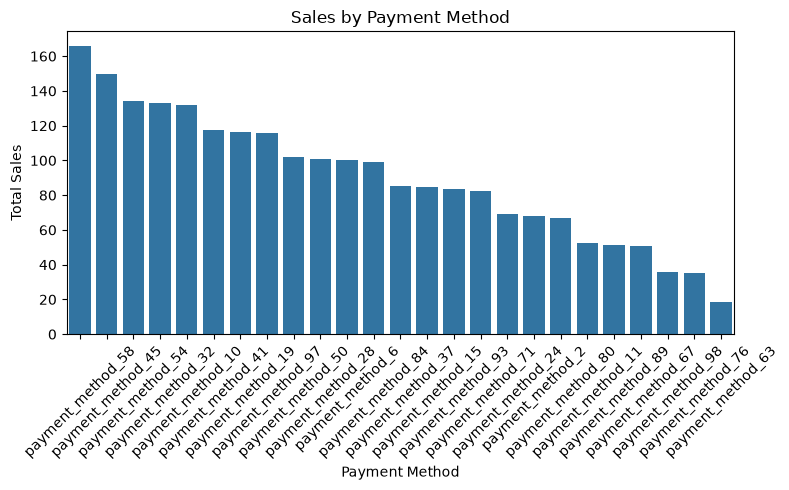 Sales by Payment Method
Total Sales
160
140
120
100
80
60
40
20
0
payment_method_58
payment_method_45
payment_method_54
payment_method_32
payment_method_10
payment_method_41
payment_method_19
payment_method_97
payment_method_50
payment_method_28
payment_method_6
payment_method_84
payment_method_37
payment_method_15
payment_method_93
payment_method_71
payment_method_24
payment_method_2
payment_method_80
payment_method_11
payment_method_89
payment_method_67
payment_method_98
payment_method_76
payment_method_63
Payment Method